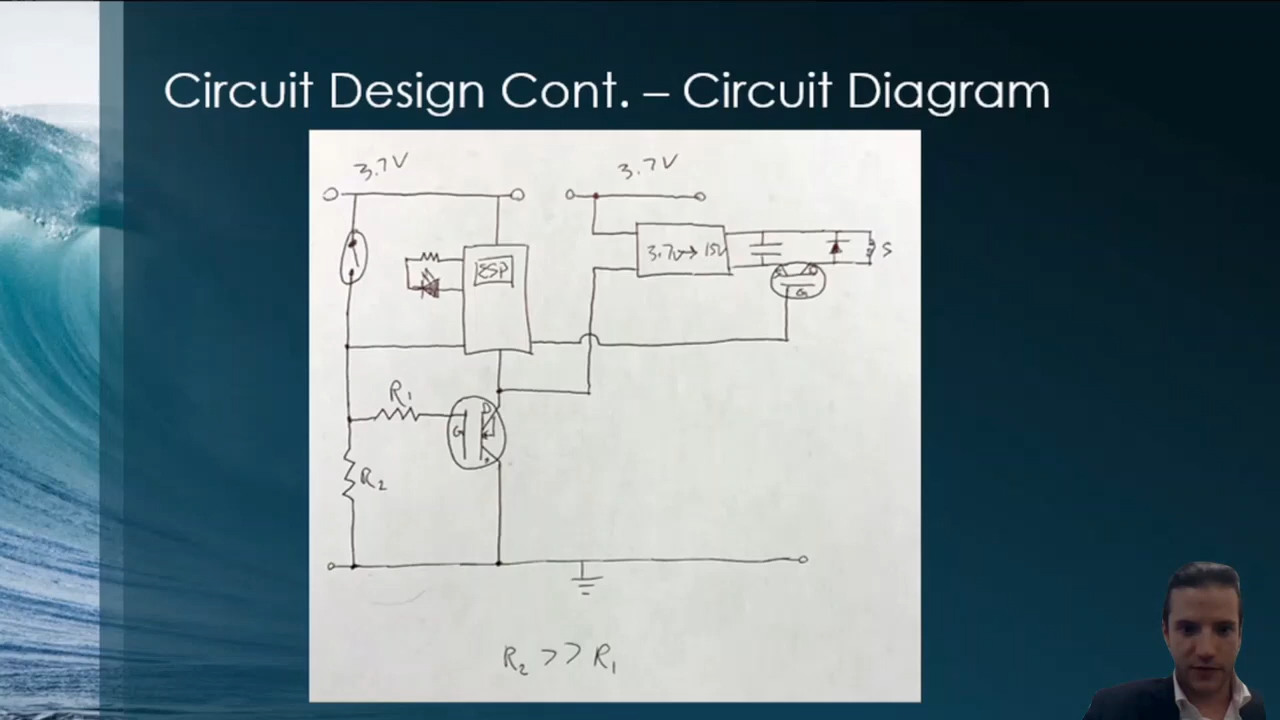 Circuit Design Cont. – Circuit Diagram
3.7V
3.7V
3.7V→15V
S
ESP
G
R1
D
G
R2
R2 >> R1